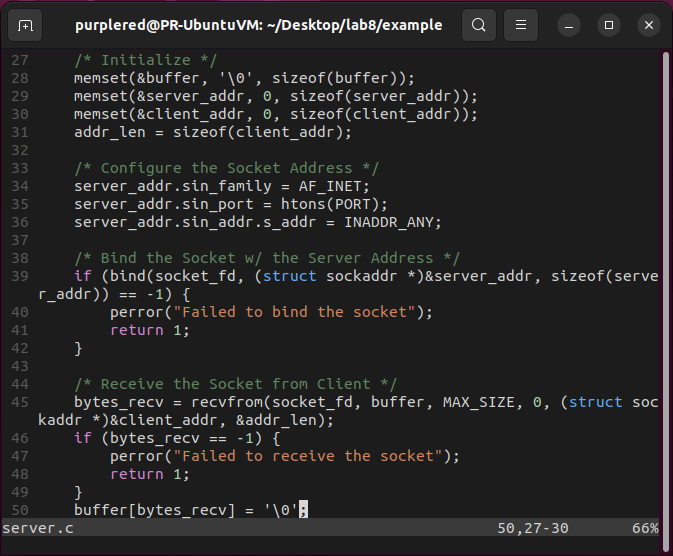 purplered@PR-UbuntuVM: ~/Desktop/lab8/example
27     /* Initialize */
28     memset(&buffer, '\0', sizeof(buffer));
29     memset(&server_addr, 0, sizeof(server_addr));
30     memset(&client_addr, 0, sizeof(client_addr));
31     addr_len = sizeof(client_addr);
32
33     /* Configure the Socket Address */
34     server_addr.sin_family = AF_INET;
35     server_addr.sin_port = htons(PORT);
36     server_addr.sin_addr.s_addr = INADDR_ANY;
37
38     /* Bind the Socket w/ the Server Address */
39     if (bind(socket_fd, (struct sockaddr *)&server_addr, sizeof(serve
r_addr)) == -1) {
40         perror("Failed to bind the socket");
41         return 1;
42     }
43
44     /* Receive the Socket from Client */
45     bytes_recv = recvfrom(socket_fd, buffer, MAX_SIZE, 0, (struct soc
kaddr *)&client_addr, &addr_len);
46     if (bytes_recv == -1) {
47         perror("Failed to receive the socket");
48         return 1;
49     }
50     buffer[bytes_recv] = '\0';
server.c 50,27-30 66%